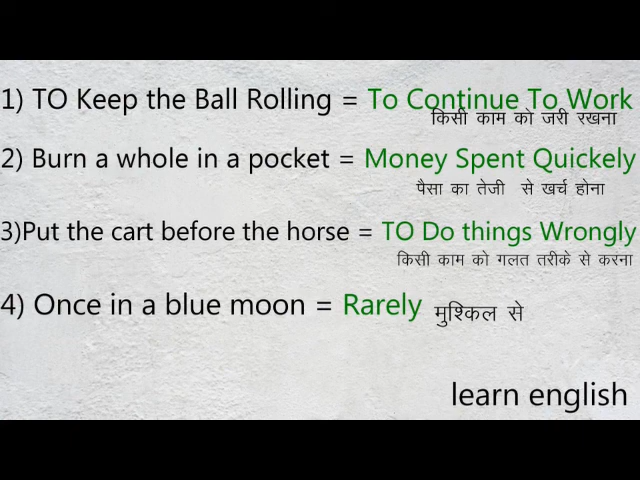 1) TO Keep the Ball Rolling = To Continue To Work
किसी काम को जरी रखना
2) Burn a whole in a pocket = Money Spent Quickely
पैसा का तेजी से खर्च होना
3)Put the cart before the horse = TO Do things Wrongly
किसी काम को गलत तरीके से करना
4) Once in a blue moon = Rarely मुश्किल से
learn english